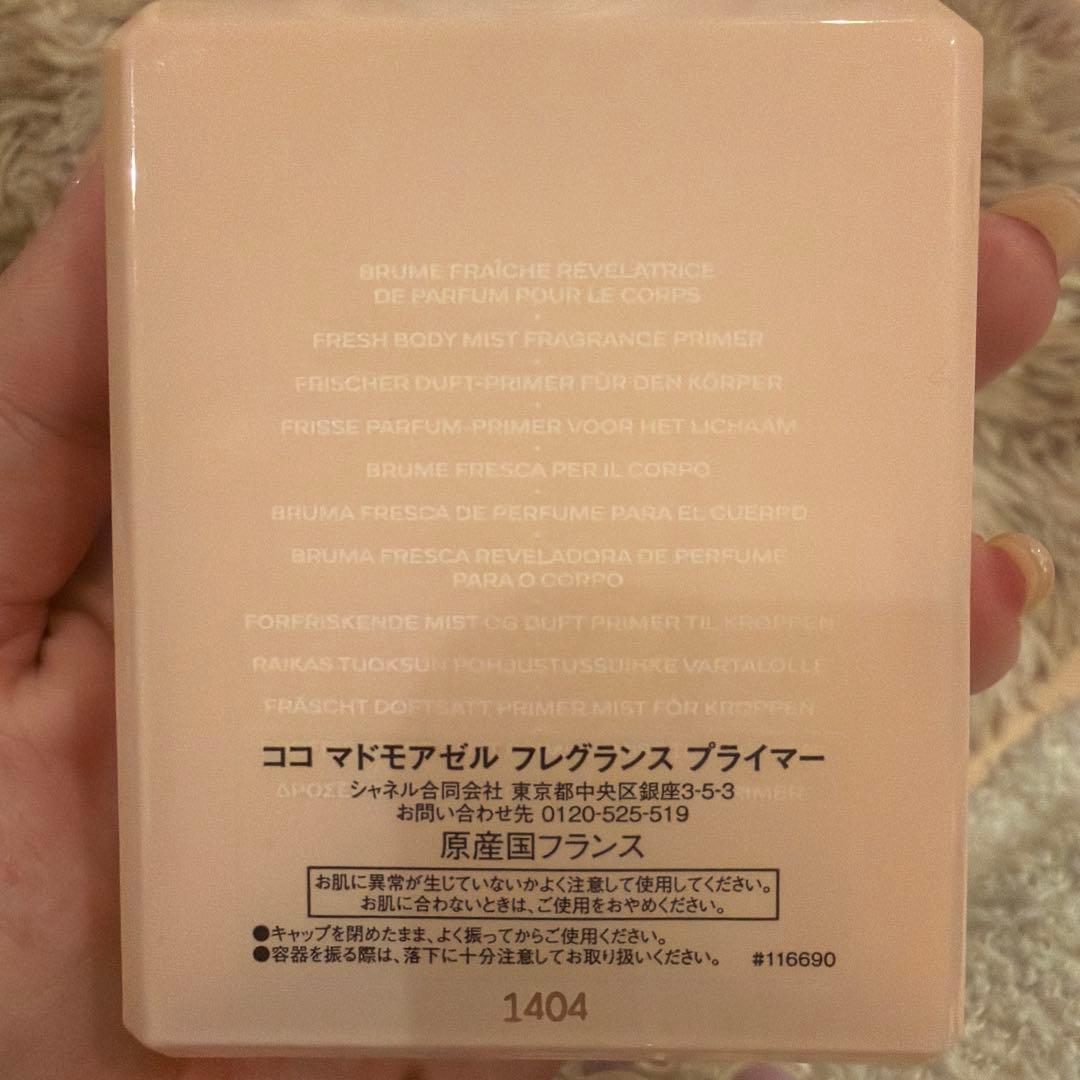 BRUME FRAÎCHE RÉVÉLATRICE
DE PARFUM POUR LE CORPS
FRESH BODY MIST FRAGRANCE PRIMER
FRISCHER DUFT-PRIMER FÜR DEN KÖRPER
FRISSE PARFUM-PRIMER VOOR HET LICHAAM
BRUME FRESCA PER IL CORPO
BRUMA FRESCA DE PERFUME PARA EL CUERPO
BRUMA FRESCA REVELADORA DE PERFUME
PARA O CORPO
FORFRISKENDE MIST OG DUFT PRIMER TIL KROPPEN
RAIKAS TUOKSUN POHJUSTUSSUIHKE VARTALOLLE
FRÄSCHT DOFTSATT PRIMER MIST FÖR KROPPEN
ココ マドモアゼル フレグランス プライマー
シャネル合同会社 東京都中央区銀座3-5-3
お問い合わせ先 0120-525-519
原産国フランス
お肌に異常が生じていないかよく注意して使用してください。
お肌に合わないときは、ご使用をおやめください。
●キャップを閉めたまま、よく振ってからご使用ください。
●容器を振る際は、落下に十分注意してお取り扱いください。 #116690
1404